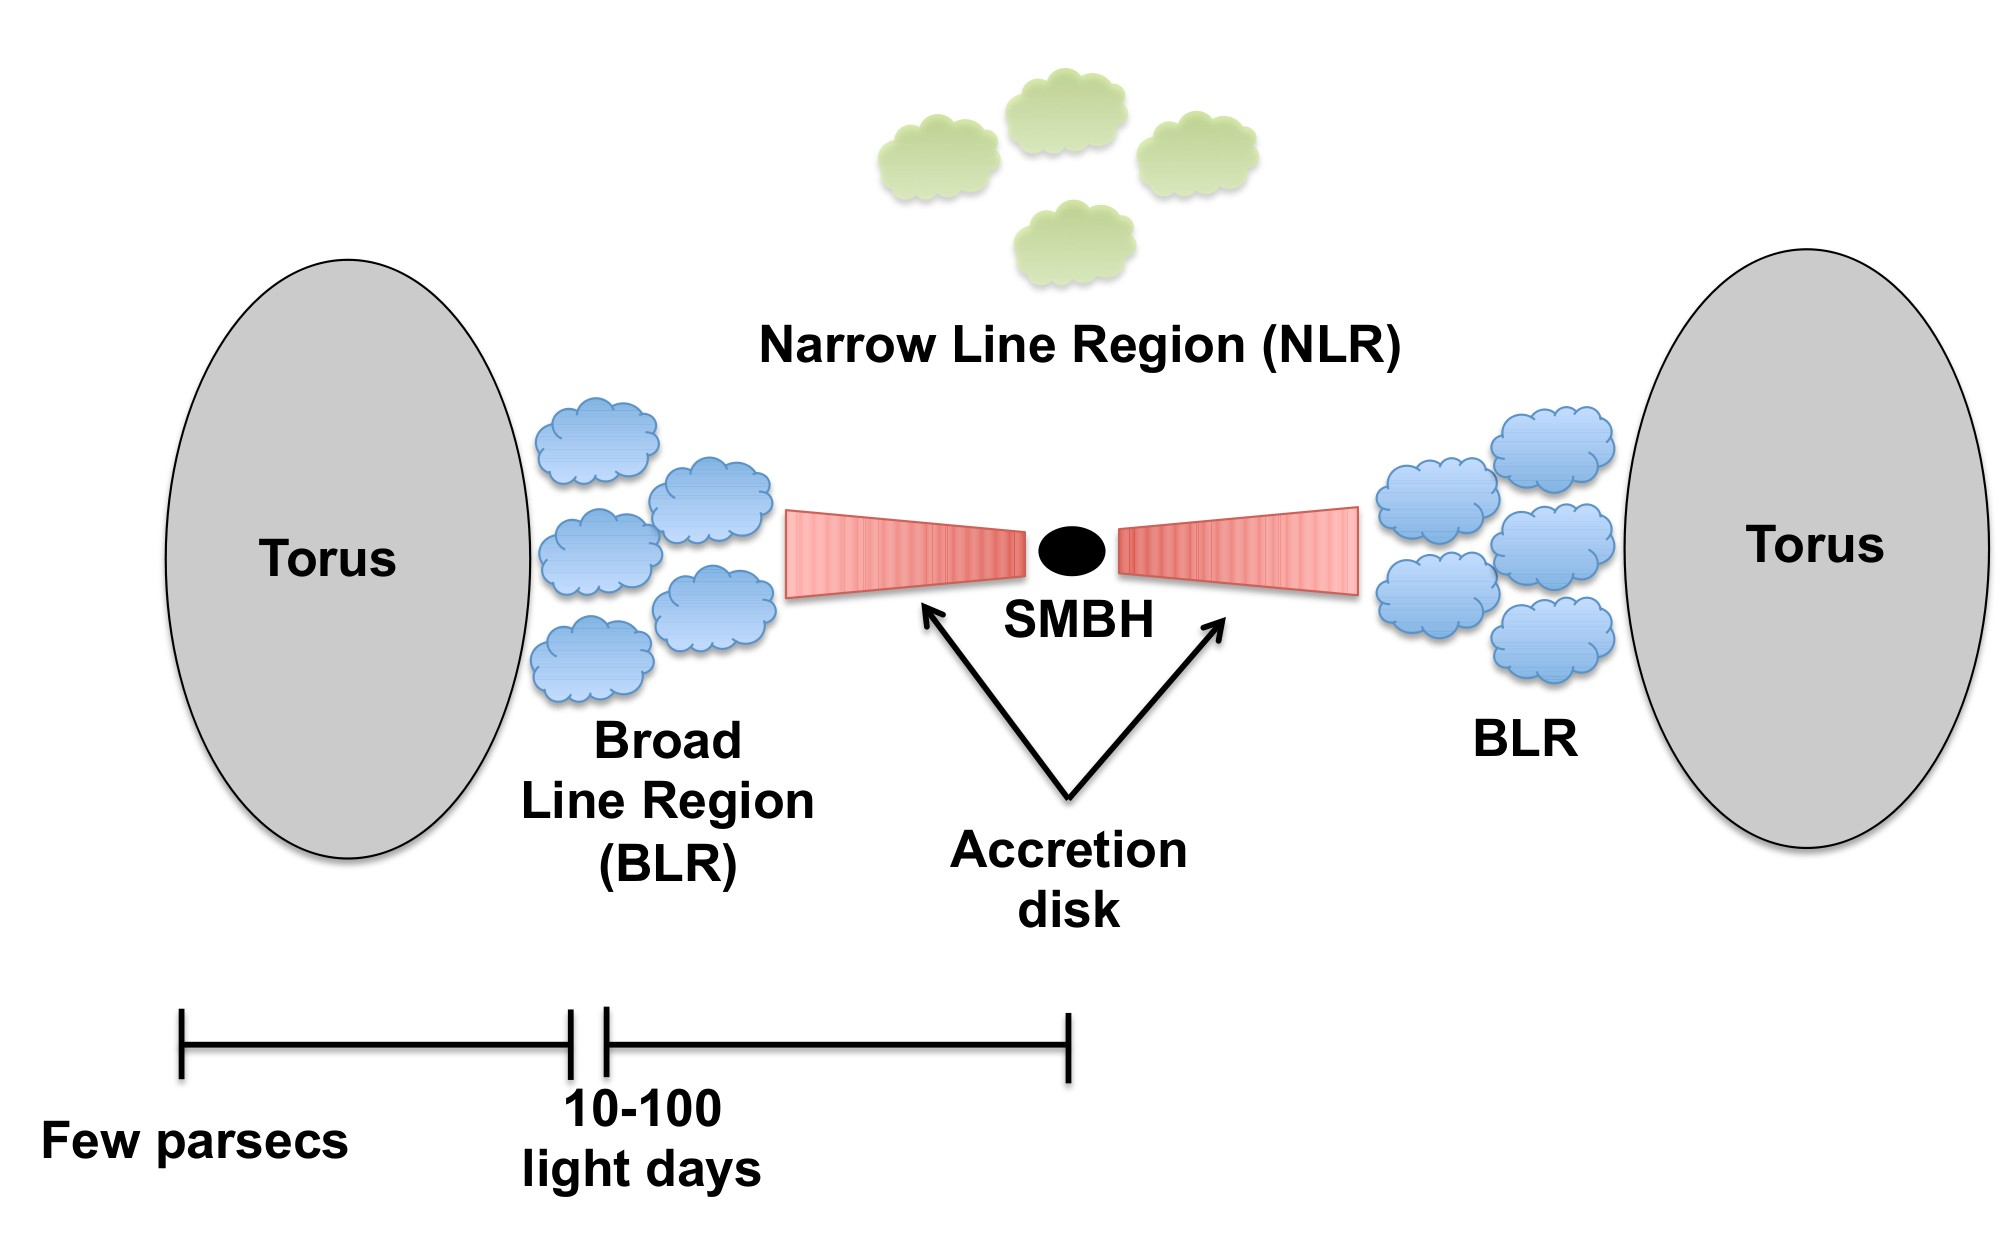 Narrow Line Region (NLR)
Torus
Torus
SMBH
Broad
Line Region
(BLR)
BLR
Accretion
disk
Few parsecs
10-100
light days